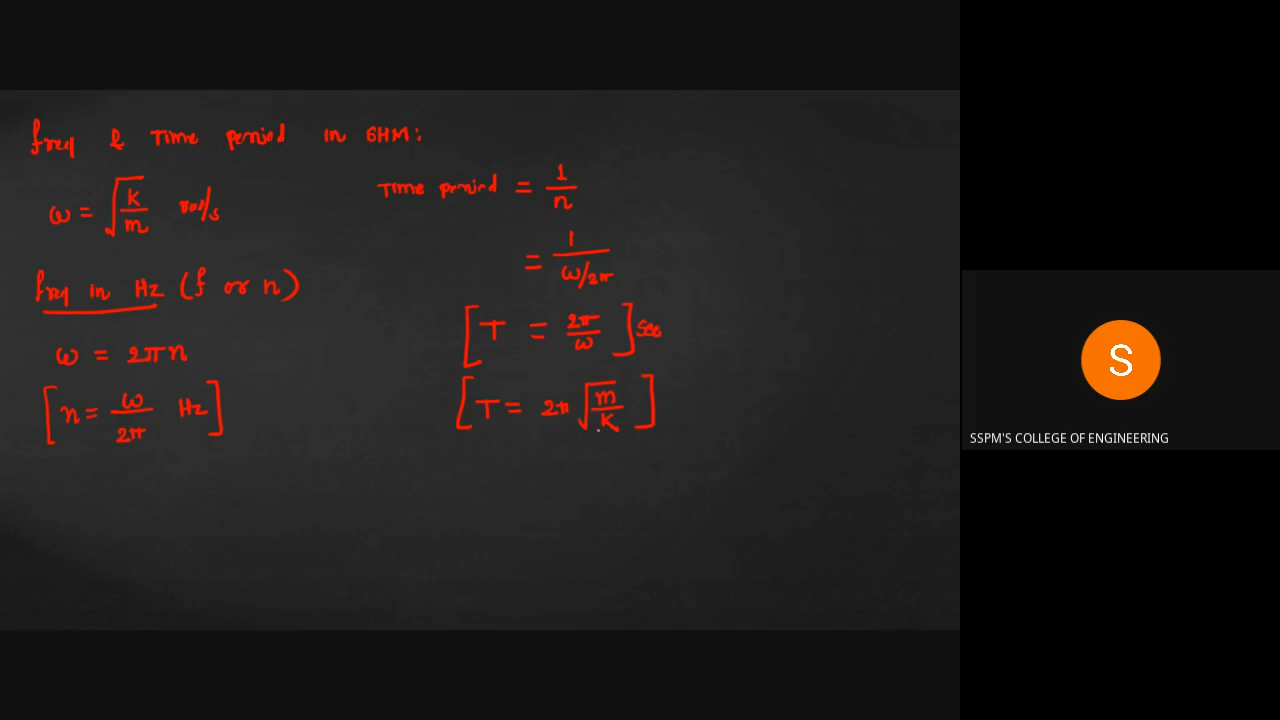 freq & Time period in SHM:
ω = √(k/m) rad/s
freq in Hz (f or n)
ω = 2πn
[n = ω/2π Hz]
Time period = 1/n
= 1/(ω/2π)
[T = 2π/ω] sec
[T = 2π √(m/K)]
S
SSPM'S COLLEGE OF ENGINEERING